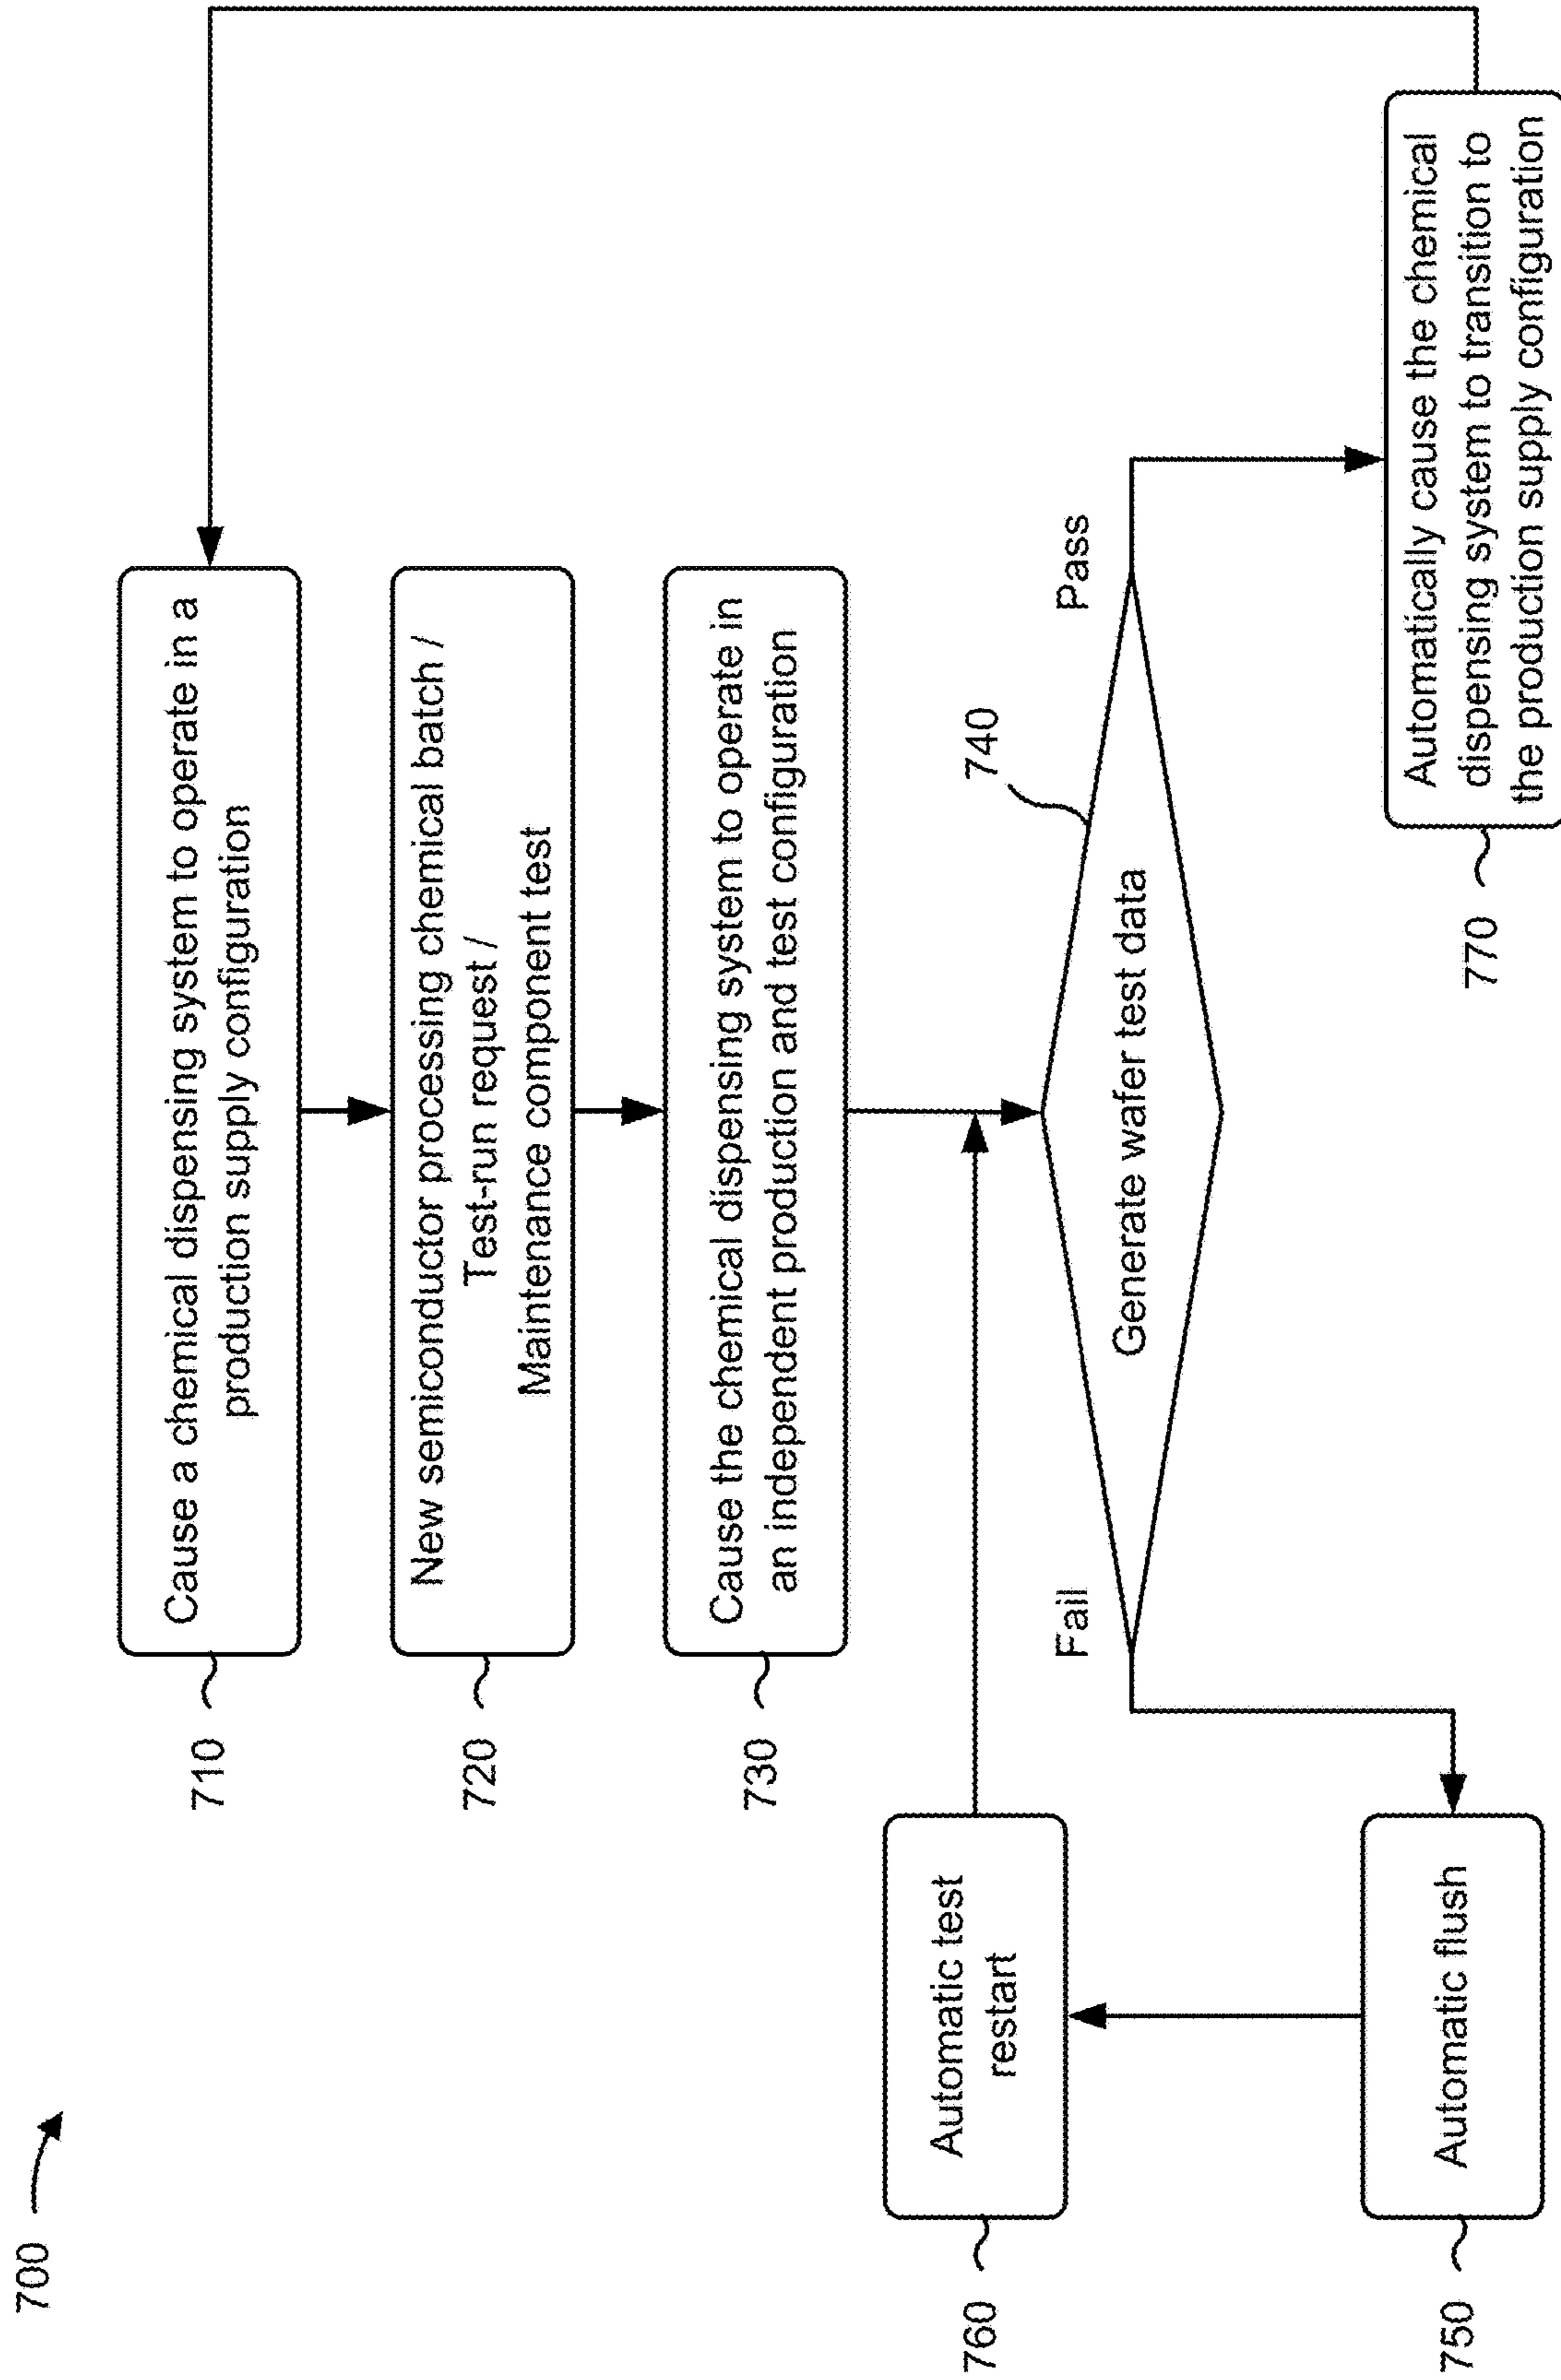 700
710
Cause a chemical dispensing system to operate in a
production supply configuration
720
New semiconductor processing chemical batch /
Test-run request /
Maintenance component test
730
Cause the chemical dispensing system to operate in
an independent production and test configuration
760
Automatic test
restart
740
Fail
Pass
Generate wafer test data
750
Automatic flush
770
Automatically cause the chemical
dispensing system to transition to
the production supply configuration